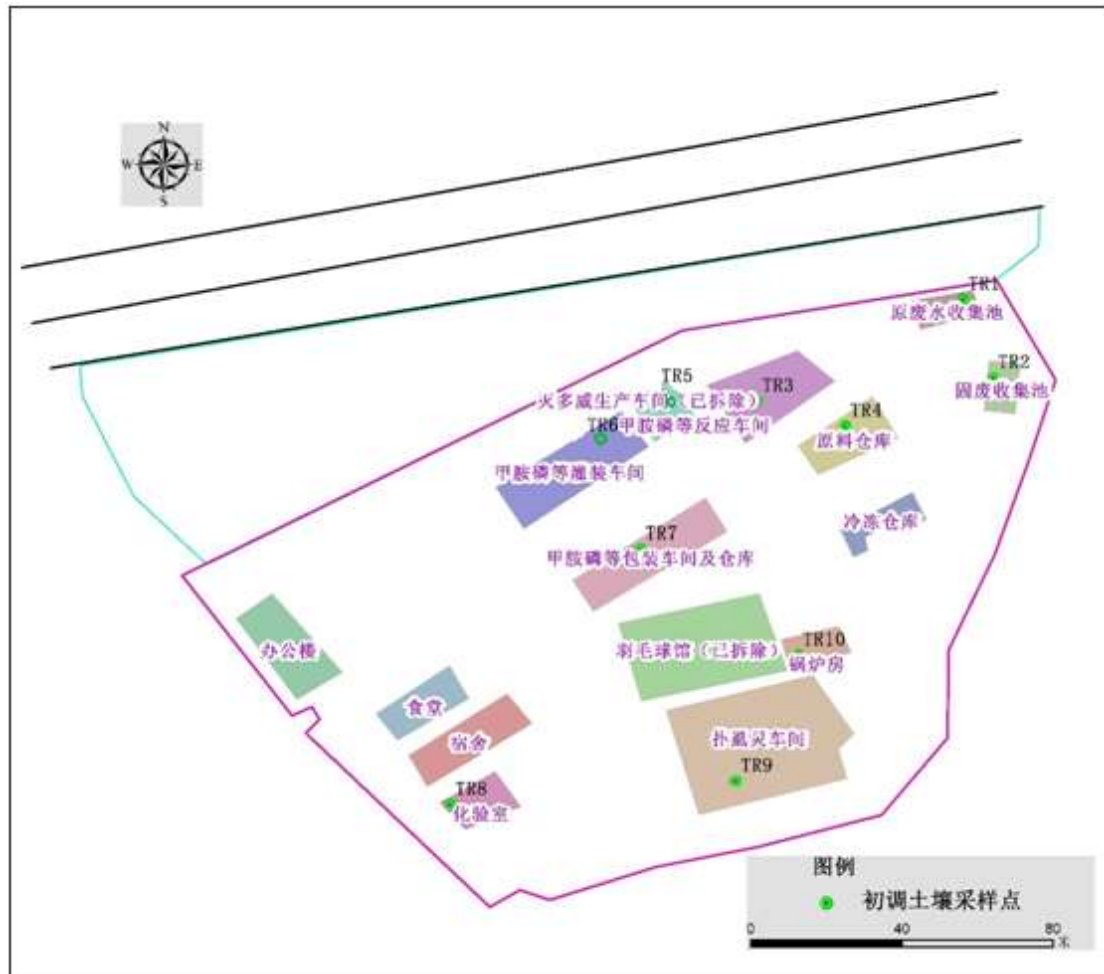 N
W E
S
TR1
原废水收集池
TR2
固废收集池
TR5
TR3
灭多威生产车间（已拆除）
TR4
TR6
甲胺磷等反应车间
原料仓库
甲胺磷等灌装车间
冷冻仓库
TR7
甲胺磷等包装车间及仓库
办公楼
羽毛球馆（已拆除）
TR10
锅炉房
食堂
宿舍
扑虱灵车间
TR9
TR8
化验室
图例
初调土壤采样点
0 40 80
米